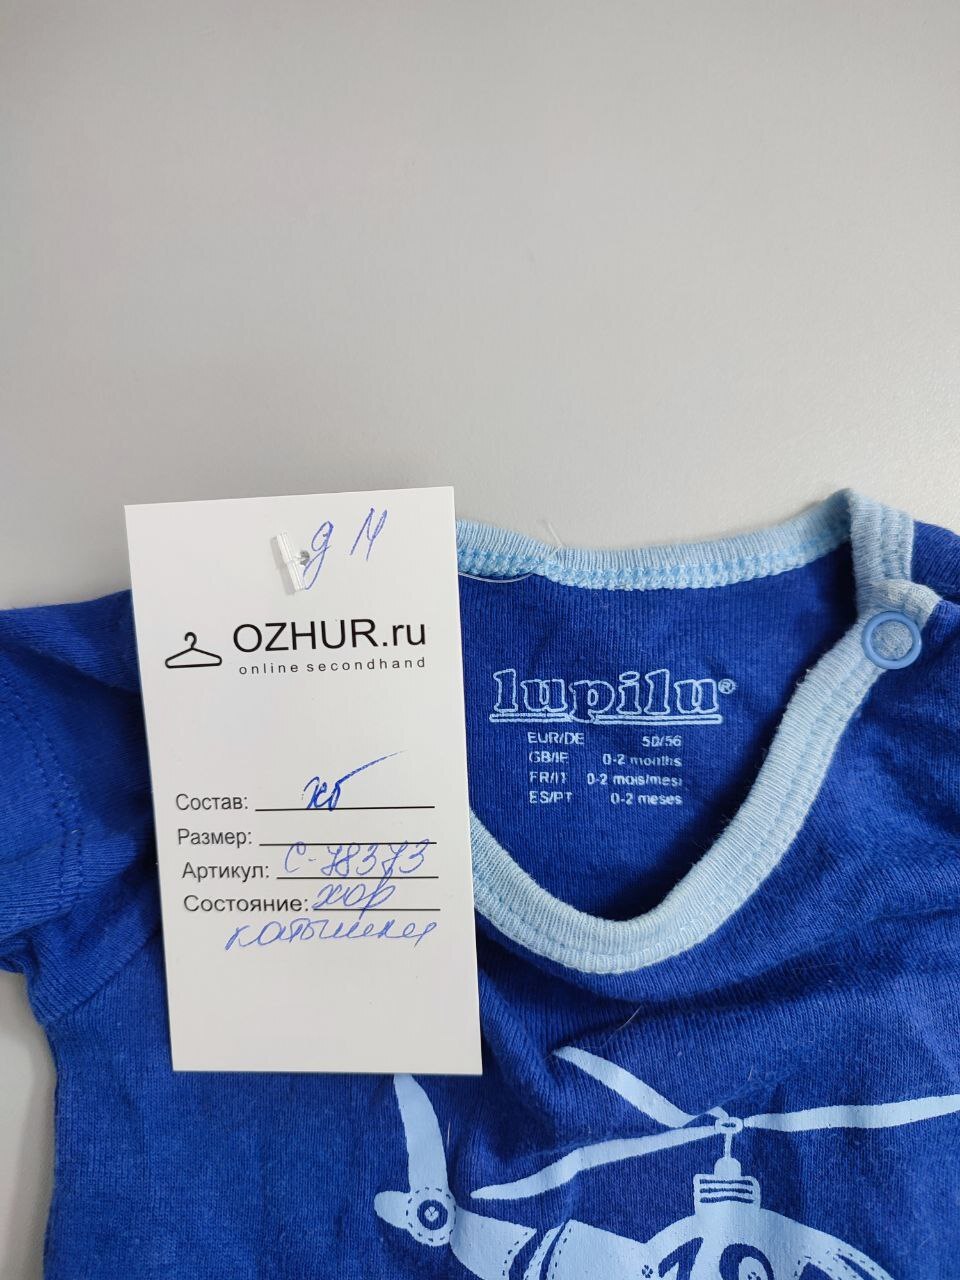 д м
OZHUR.ru
online secondhand
Состав: хб
Размер:
Артикул: С-78373
Состояние: хор
катышки
lupilu®
EUR/DE 50/56
GB/IE 0-2 months
FR/IT 0-2 mois/mesi
ES/PT 0-2 meses